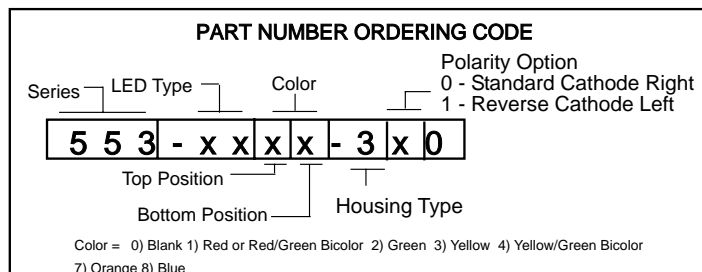 PART NUMBER ORDERING CODE
Polarity Option
0 - Standard Cathode Right
1 - Reverse Cathode Left
Series LED Type Color
5 5 3 - x x x x - 3 x 0
Top Position
Bottom Position Housing Type
Color = 0) Blank 1) Red or Red/Green Bicolor 2) Green 3) Yellow 4) Yellow/Green Bicolor
7) Orange 8) Blue